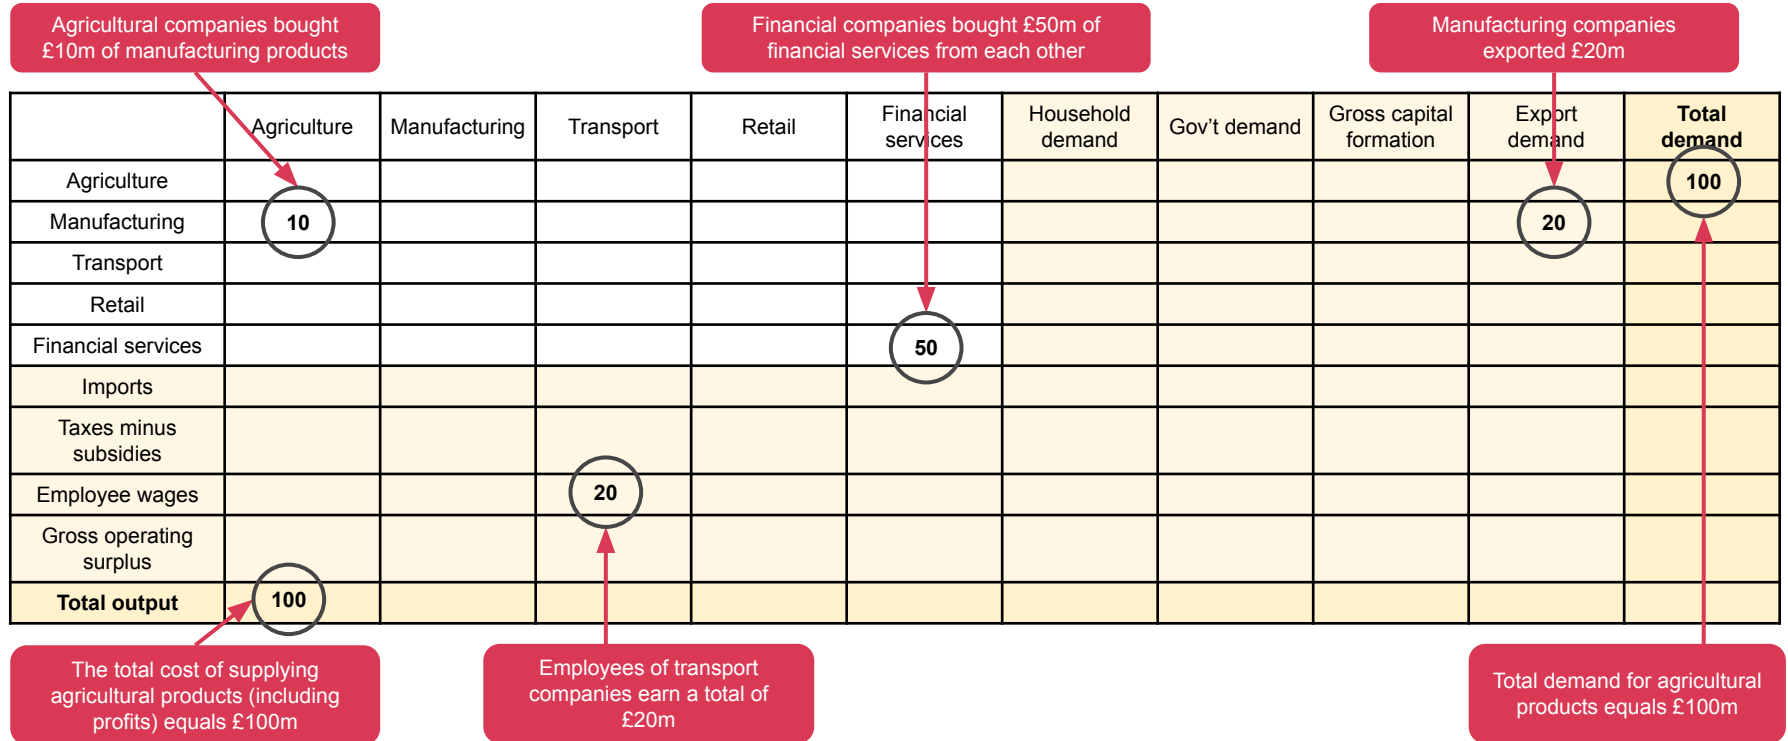 Agricultural companies bought
£10m of manufacturing products
Financial companies bought £50m of
financial services from each other
Manufacturing companies
exported £20m
Agriculture
Manufacturing
Transport
Retail
Financial
services
Household
demand
Gov't demand
Gross capital
formation
Export
demand
Total
demand
Agriculture
100
Manufacturing
10
20
Transport
Retail
Financial services
50
Imports
Taxes minus
subsidies
Employee wages
20
Gross operating
surplus
Total output
100
The total cost of supplying
agricultural products (including
profits) equals £100m
Employees of transport
companies earn a total of
£20m
Total demand for agricultural
products equals £100m